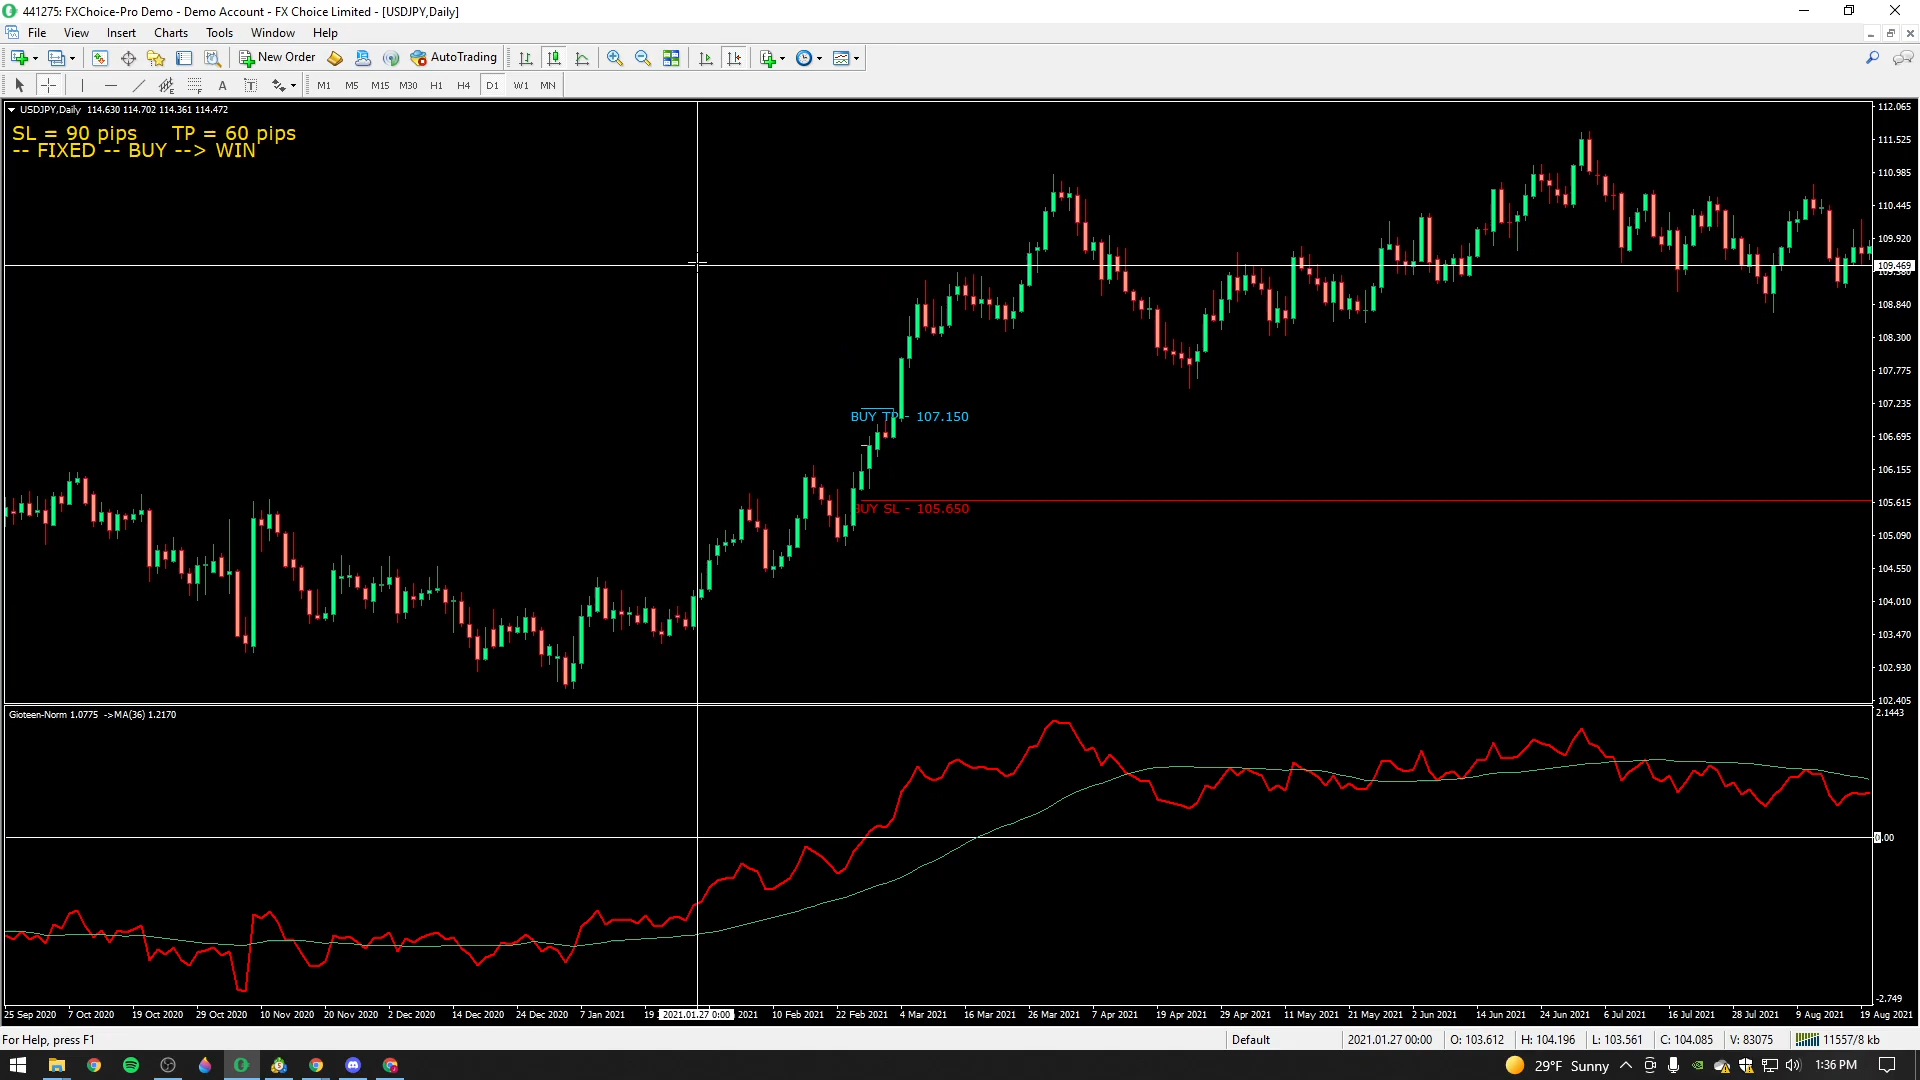 441275: FXChoice-Pro Demo - Demo Account - FX Choice Limited - [USDJPY,Daily]
File View Insert Charts Tools Window Help
New Order AutoTrading
A T M1 M5 M15 M30 H1 H4 D1 W1 MN
USDJPY,Daily 114.630 114.702 114.361 114.472
SL = 90 pips TP = 60 pips
-- FIXED -- BUY --> WIN
112.065
111.525
110.985
110.445
109.920
109.469
108.840
108.300
107.775
107.235
106.695
106.155
105.615
105.090
104.550
104.010
103.470
102.930
102.405
BUY TP - 107.150
BUY SL - 105.650
Gioteen-Norm 1.0775 ->MA(36) 1.2170
2.1443
0.00
-2.749
25 Sep 2020 7 Oct 2020 19 Oct 2020 29 Oct 2020 10 Nov 2020 20 Nov 2020 2 Dec 2020 14 Dec 2020 24 Dec 2020 7 Jan 2021 19 2021.01.27 0:00 2021 10 Feb 2021 22 Feb 2021 4 Mar 2021 16 Mar 2021 26 Mar 2021 7 Apr 2021 19 Apr 2021 29 Apr 2021 11 May 2021 21 May 2021 2 Jun 2021 14 Jun 2021 24 Jun 2021 6 Jul 2021 16 Jul 2021 28 Jul 2021 9 Aug 2021 19 Aug 2021
For Help, press F1 Default 2021.01.27 00:00 O: 103.612 H: 104.196 L: 103.561 C: 104.085 V: 83075 11557/8 kb
29°F Sunny 1:36 PM